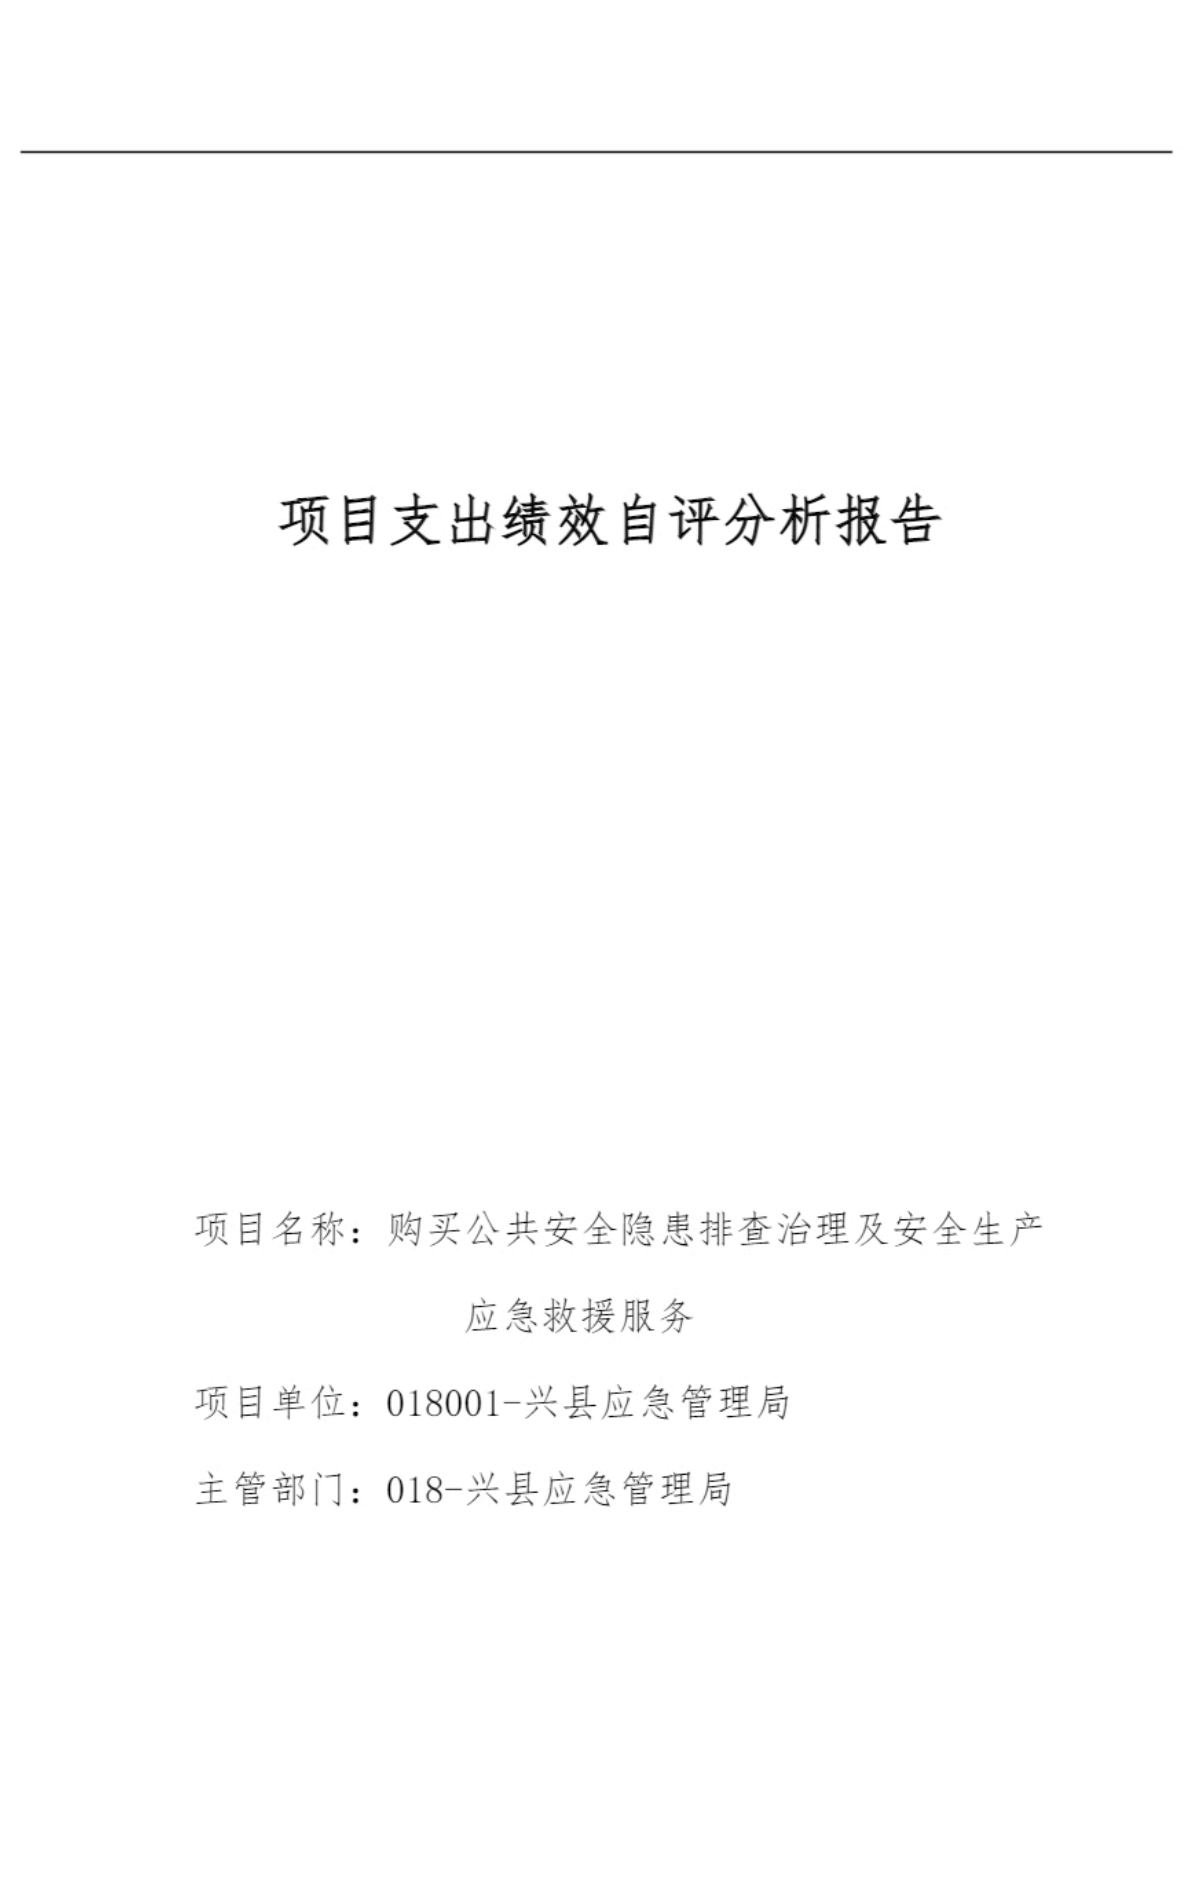 项目支出绩效自评分析报告
项目名称：购买公共安全隐患排查治理及安全生产
应急救援服务
项目单位：018001-兴县应急管理局
主管部门：018-兴县应急管理局